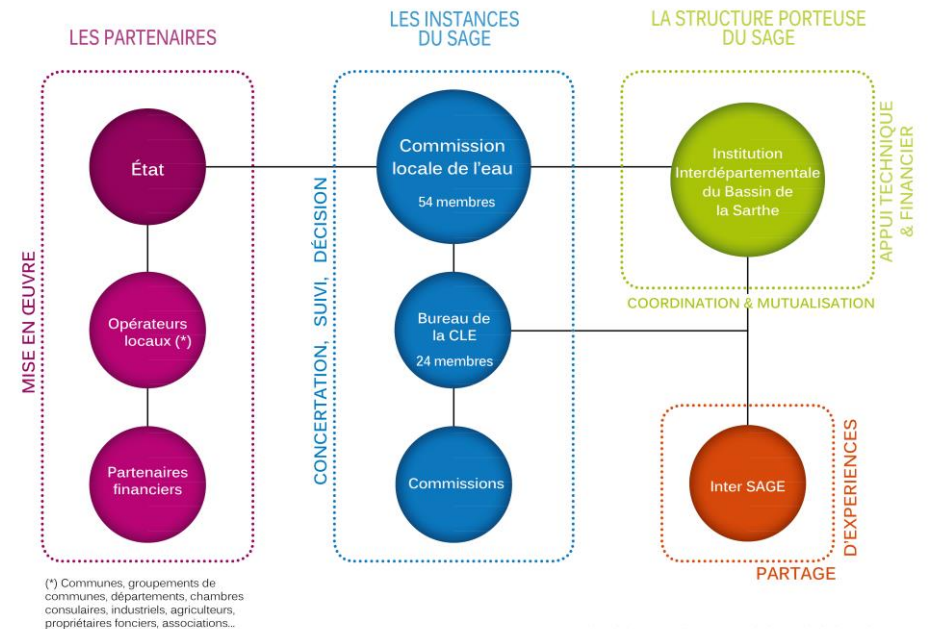 LES PARTENAIRES
MISE EN ŒUVRE
État
Opérateurs
locaux (*)
Partenaires
financiers
(*) Communes, groupements de
communes, départements, chambres
consulaires, industriels, agriculteurs,
propriétaires fonciers, associations...
LES INSTANCES
DU SAGE
CONCERTATION, SUIVI, DÉCISION
Commission
locale de l'eau
54 membres
Bureau de
la CLE
24 membres
Commissions
LA STRUCTURE PORTEUSE
DU SAGE
Institution
Interdépartementale
du Bassin de
la Sarthe
APPUI TECHNIQUE
& FINANCIER
COORDINATION & MUTUALISATION
Inter SAGE
PARTAGE
D'EXPERIENCES